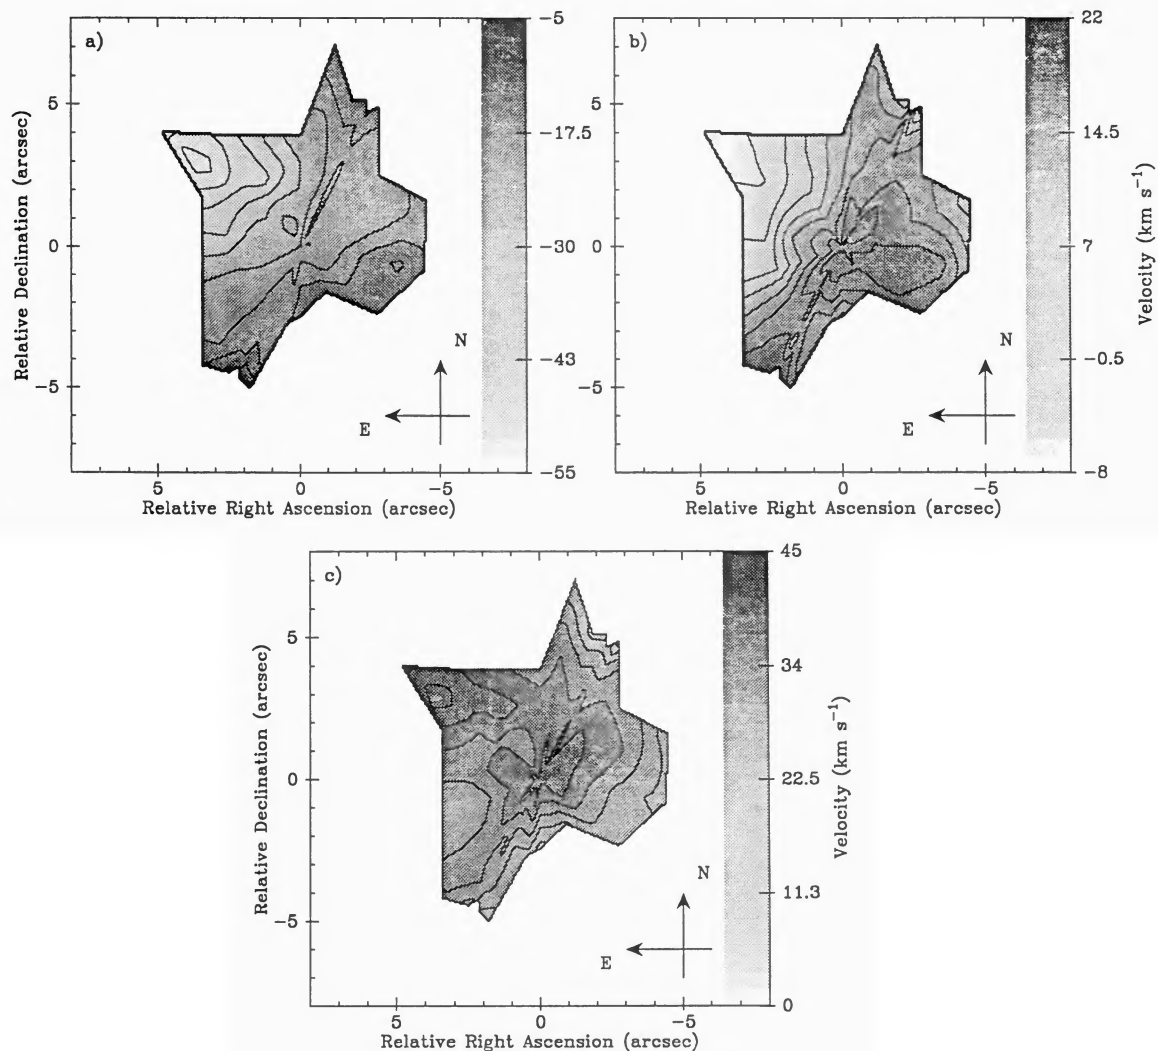 a)
5
0
−5
5
0
−5
Relative Declination (arcsec)
Relative Right Ascension (arcsec)
N
E
−5
−17.5
−30
−43
−55
b)
5
0
−5
5
0
−5
Relative Right Ascension (arcsec)
N
E
22
14.5
7
−0.5
−8
Velocity (km s⁻¹)
c)
5
0
−5
5
0
−5
Relative Declination (arcsec)
Relative Right Ascension (arcsec)
N
E
45
34
22.5
11.3
0
Velocity (km s⁻¹)